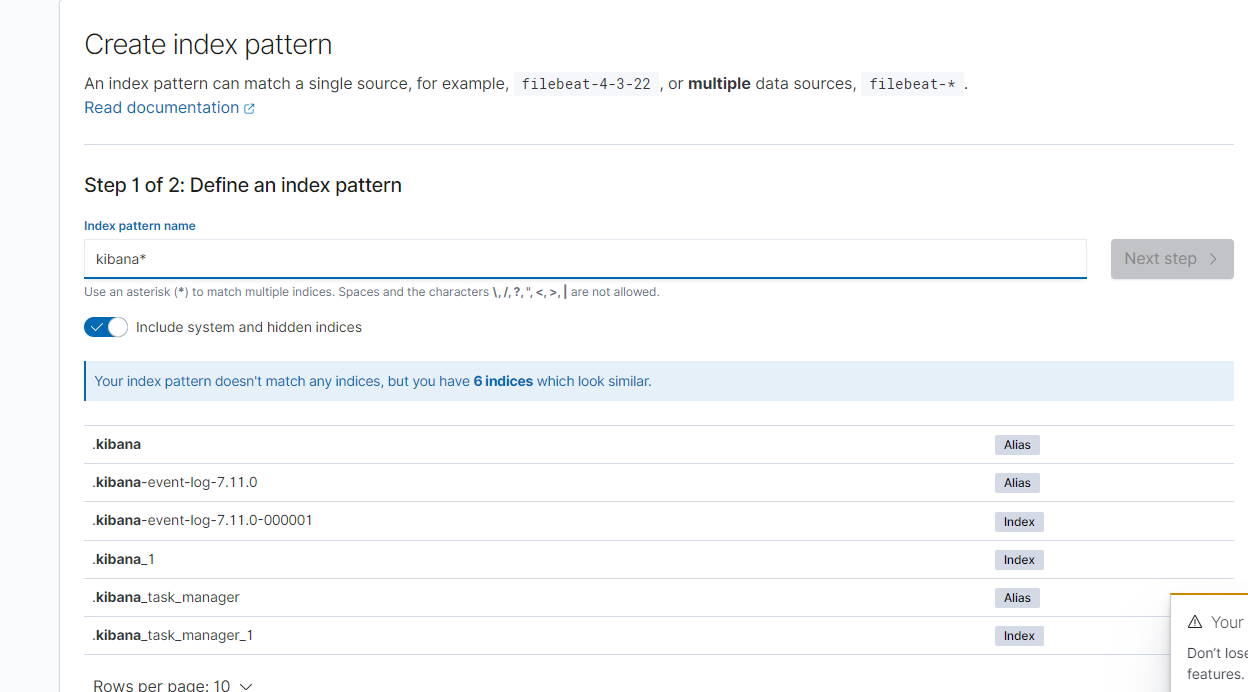 Create index pattern
An index pattern can match a single source, for example, filebeat-4-3-22 , or multiple data sources, filebeat-* .
Read documentation
Step 1 of 2: Define an index pattern
Index pattern name
kibana*
Next step
Use an asterisk (*) to match multiple indices. Spaces and the characters \, /, ?, ", <, >, | are not allowed.
Include system and hidden indices
Your index pattern doesn't match any indices, but you have 6 indices which look similar.
.kibana Alias
.kibana-event-log-7.11.0 Alias
.kibana-event-log-7.11.0-000001 Index
.kibana_1 Index
.kibana_task_manager Alias
.kibana_task_manager_1 Index
Rows per page: 10
Your
Don't lose
features.